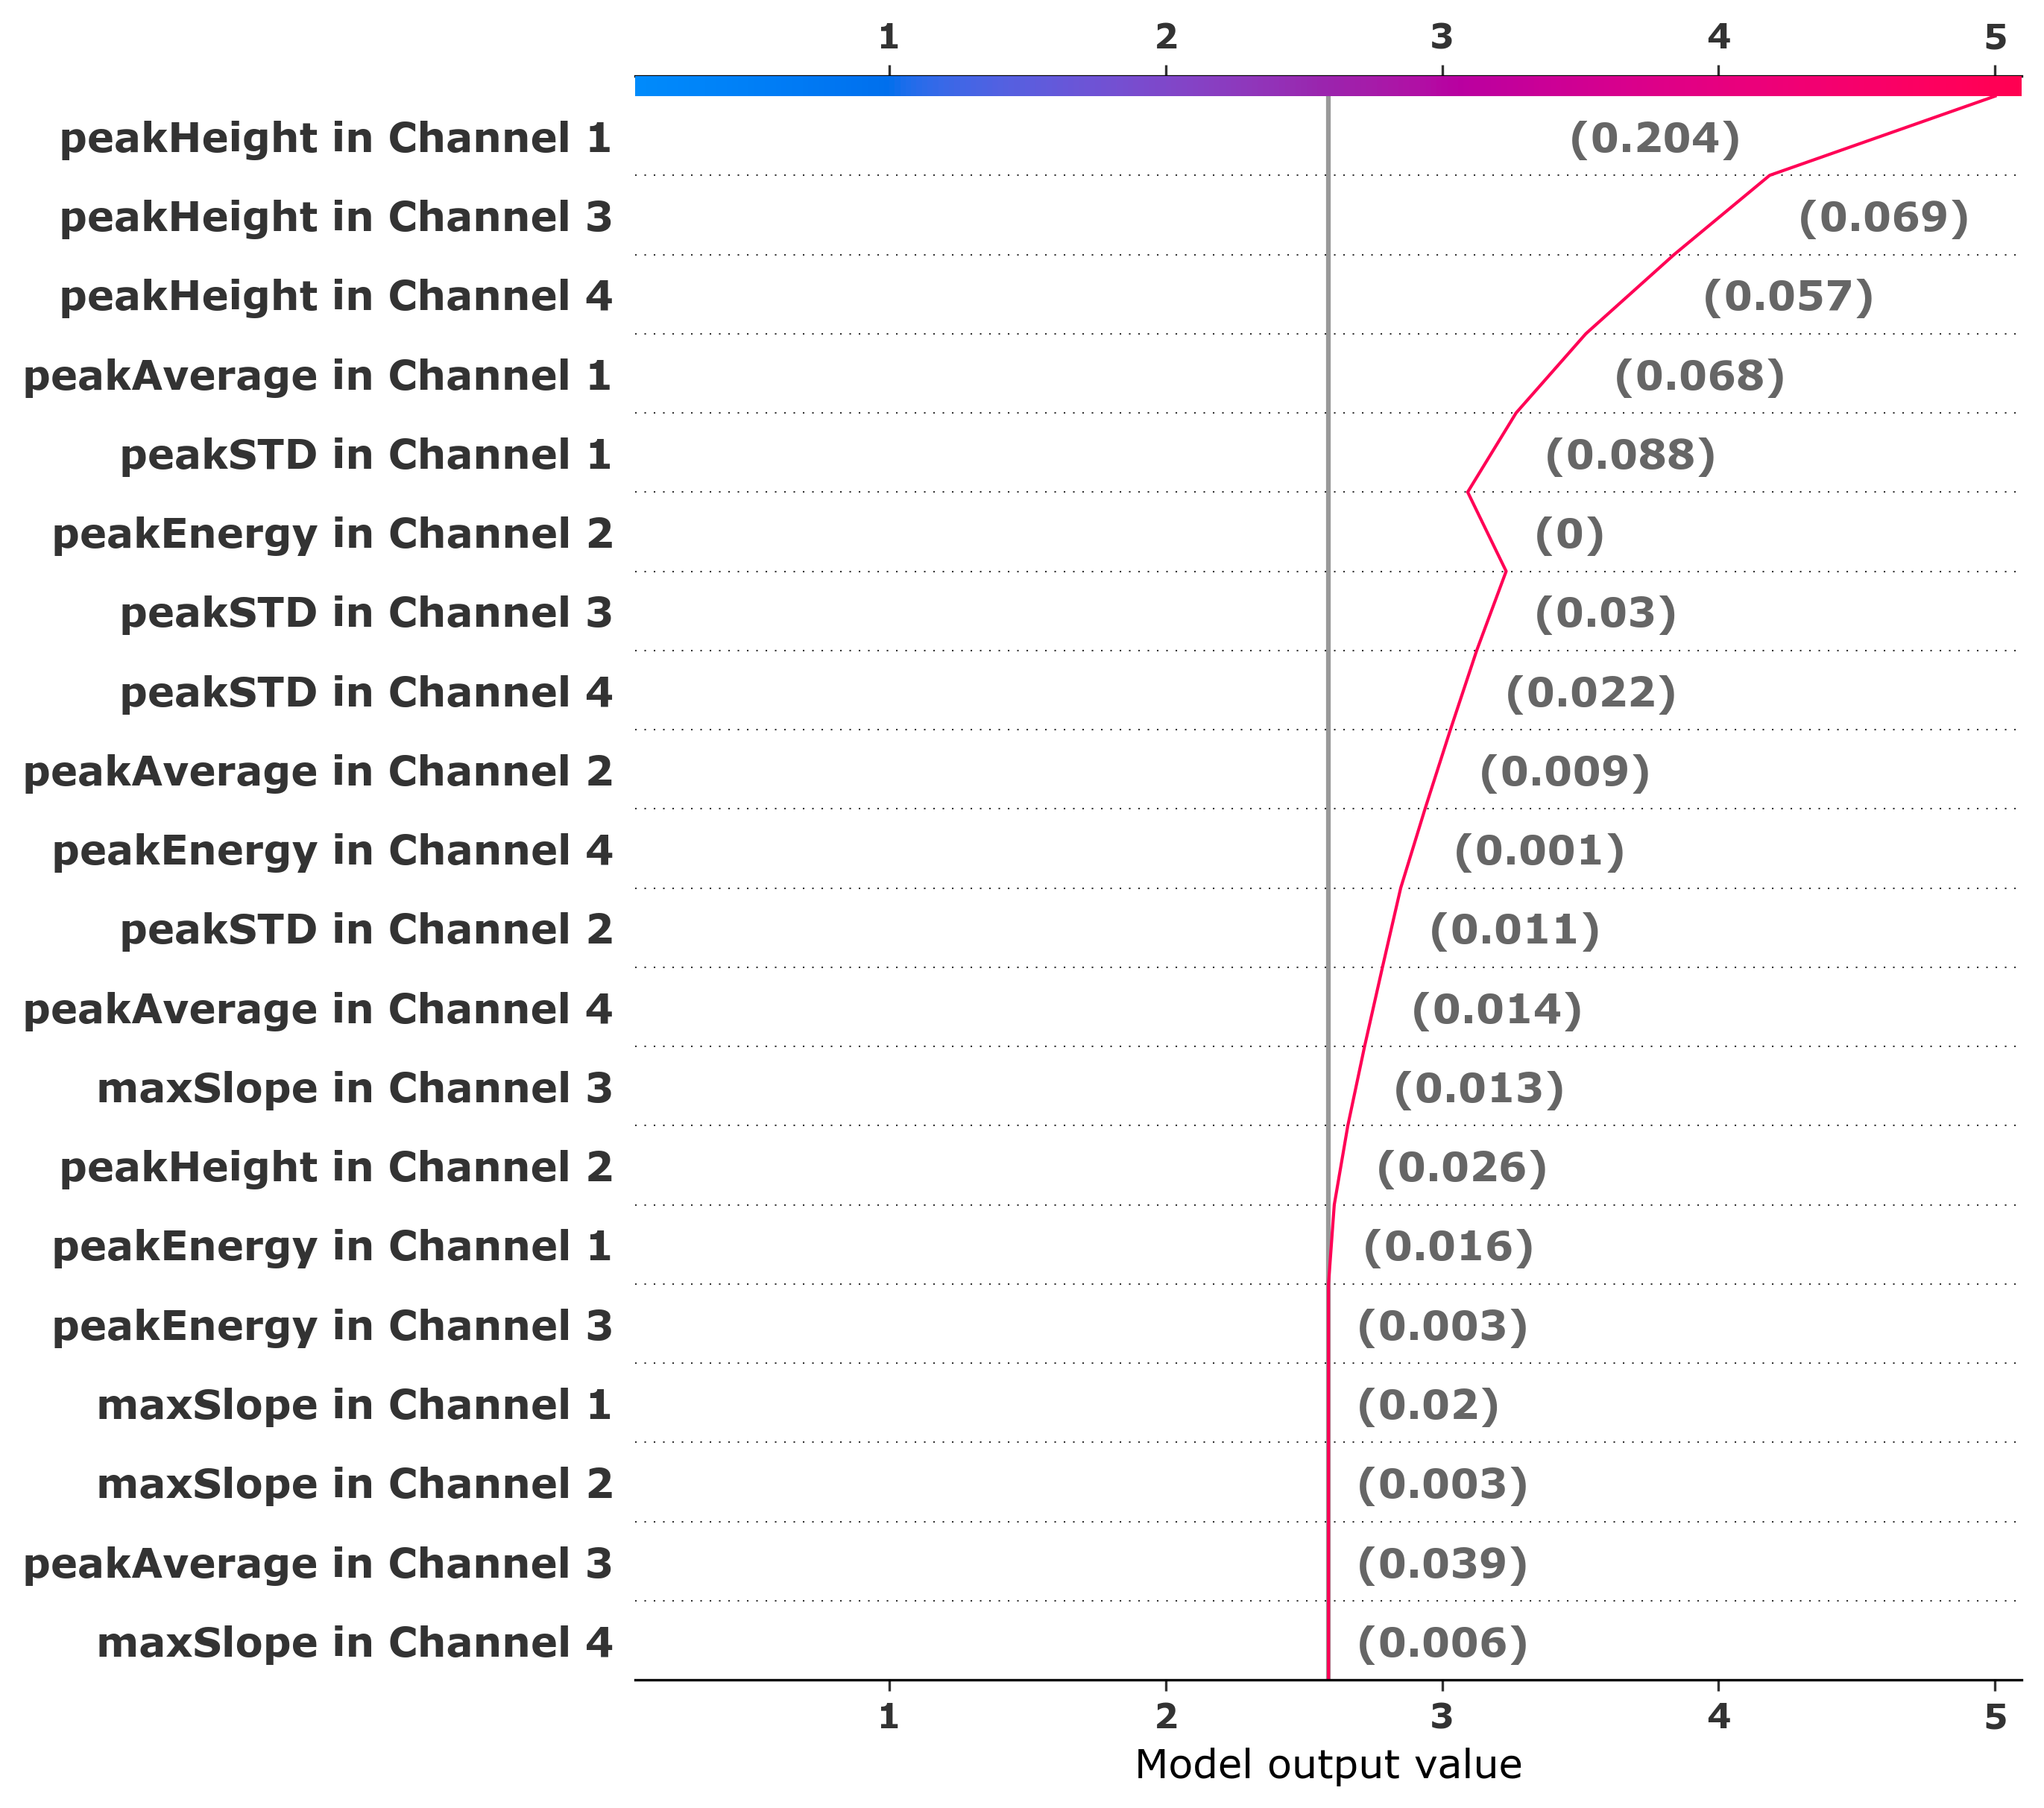 1 2 3 4 5
peakHeight in Channel 1 (0.204)
peakHeight in Channel 3 (0.069)
peakHeight in Channel 4 (0.057)
peakAverage in Channel 1 (0.068)
peakSTD in Channel 1 (0.088)
peakEnergy in Channel 2 (0)
peakSTD in Channel 3 (0.03)
peakSTD in Channel 4 (0.022)
peakAverage in Channel 2 (0.009)
peakEnergy in Channel 4 (0.001)
peakSTD in Channel 2 (0.011)
peakAverage in Channel 4 (0.014)
maxSlope in Channel 3 (0.013)
peakHeight in Channel 2 (0.026)
peakEnergy in Channel 1 (0.016)
peakEnergy in Channel 3 (0.003)
maxSlope in Channel 1 (0.02)
maxSlope in Channel 2 (0.003)
peakAverage in Channel 3 (0.039)
maxSlope in Channel 4 (0.006)
1 2 3 4 5
Model output value